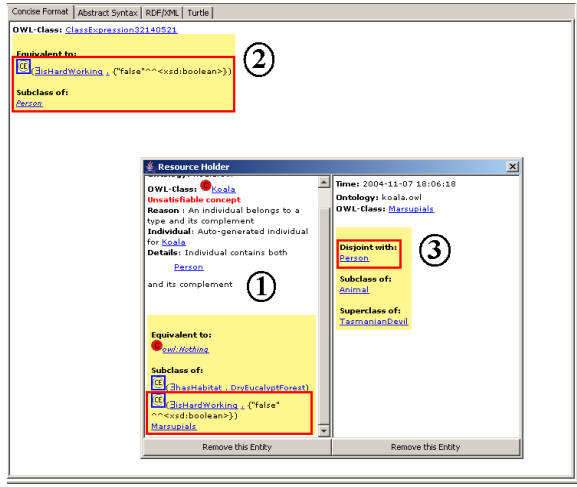 Concise Format Abstract Syntax RDF/XML Turtle
OWL-Class: ClassExpression32140521
Equivalent to:
CE (∃isHardWorking . {"false"^^<xsd:boolean>})
Subclass of:
Person
2
Resource Holder
OWL-Class: C Koala
Unsatisfiable concept
Reason : An individual belongs to a
type and its complement
Individual: Auto-generated individual
for Koala
Details: Individual contains both
Person
and its complement
1
Equivalent to:
C owl:Nothing
Subclass of:
CE (∃hasHabitat . DryEucalyptForest)
CE (∃isHardWorking . {"false"
^^<xsd:boolean>})
Marsupials
Remove this Entity
Time: 2004-11-07 18:06:18
Ontology: koala.owl
OWL-Class: Marsupials
Disjoint with:
Person
3
Subclass of:
Animal
Superclass of:
TasmanianDevil
Remove this Entity